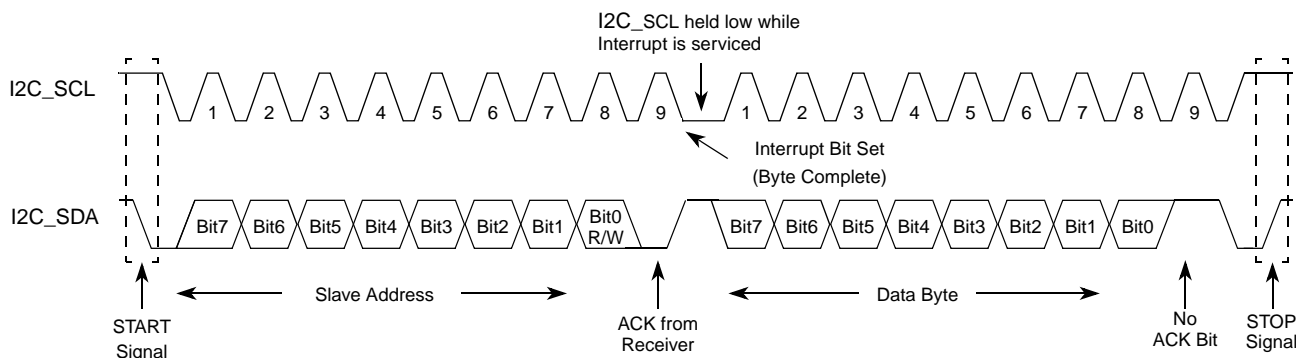 I2C_SCL held low while
Interrupt is serviced
I2C_SCL
1 2 3 4 5 6 7 8 9 1 2 3 4 5 6 7 8 9
Interrupt Bit Set
(Byte Complete)
I2C_SDA
Bit7 Bit6 Bit5 Bit4 Bit3 Bit2 Bit1 Bit0 R/W Bit7 Bit6 Bit5 Bit4 Bit3 Bit2 Bit1 Bit0
Slave Address
Data Byte
START
Signal
ACK from
Receiver
No
ACK Bit
STOP
Signal